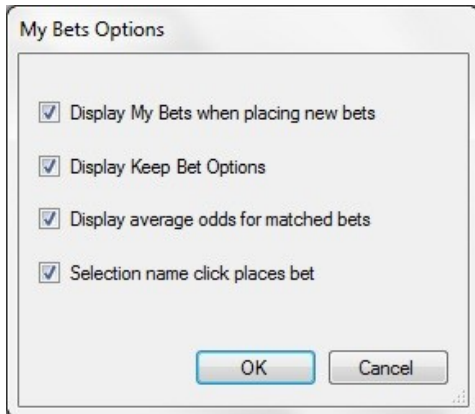 My Bets Options
Display My Bets when placing new bets
Display Keep Bet Options
Display average odds for matched bets
Selection name click places bet
OK Cancel